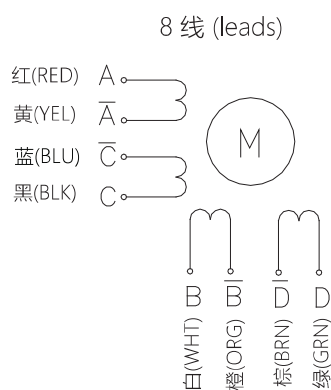 8 线 (leads)
红(RED) A
黄(YEL) A̅
蓝(BLU) C̅
黑(BLK) C
M
B B̅ D̅ D
白(WHT) 橙(ORG) 棕(BRN) 绿(GRN)